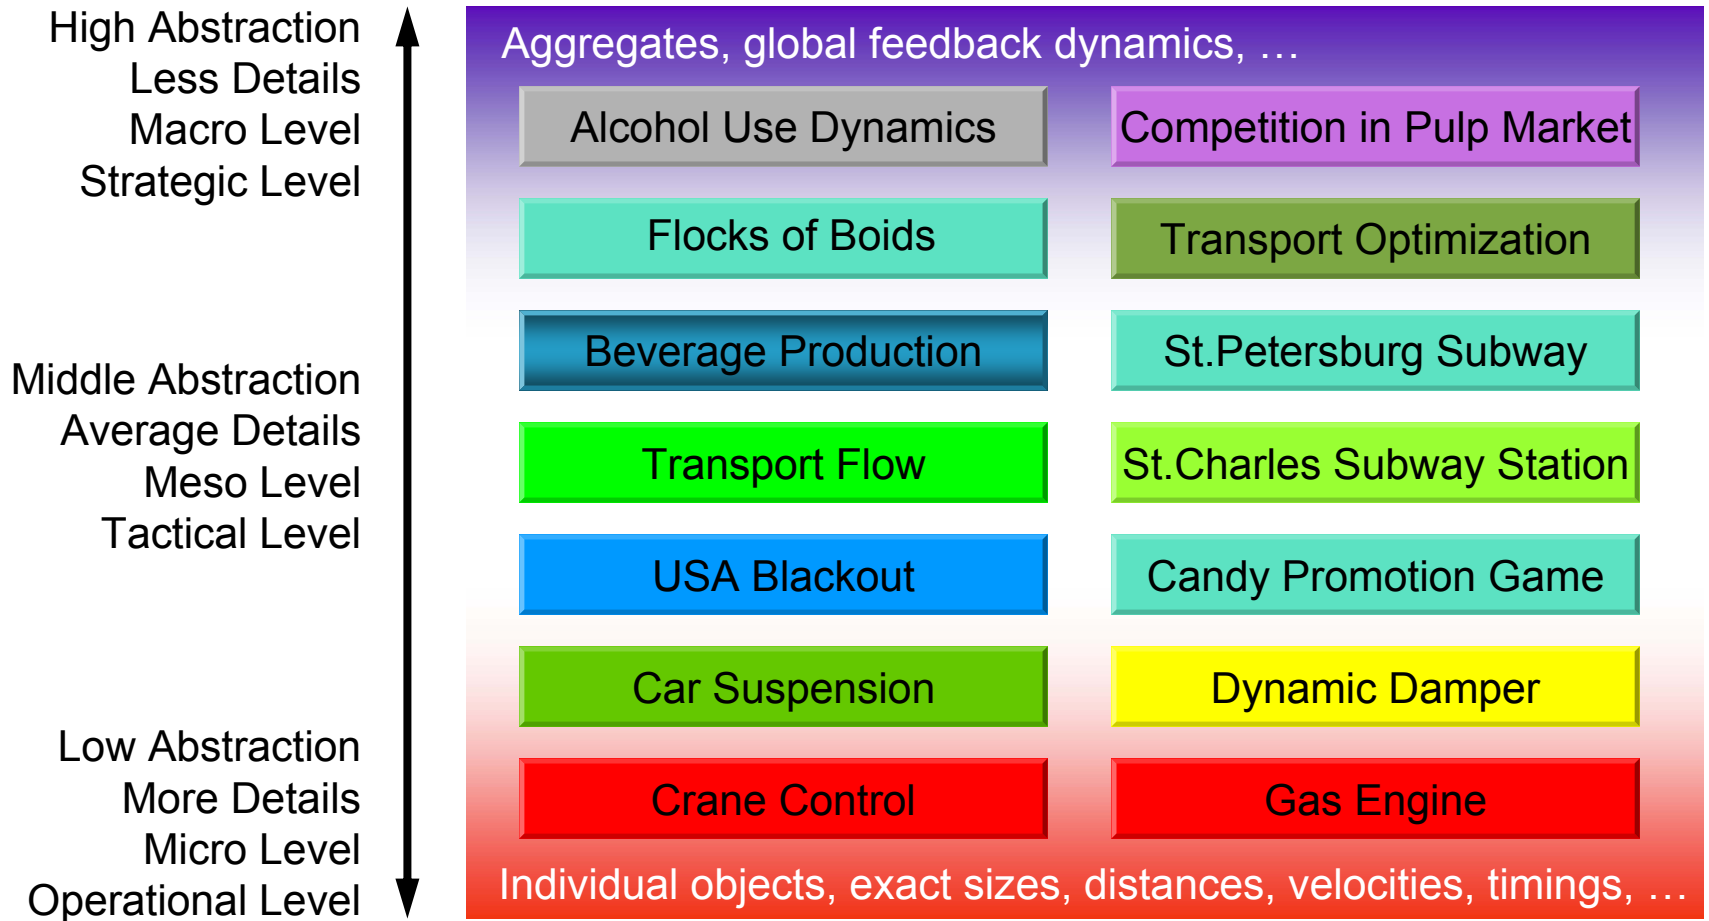 High Abstraction
Less Details
Macro Level
Strategic Level
Middle Abstraction
Average Details
Meso Level
Tactical Level
Low Abstraction
More Details
Micro Level
Operational Level
Aggregates, global feedback dynamics, …
Alcohol Use Dynamics
Competition in Pulp Market
Flocks of Boids
Transport Optimization
Beverage Production
St.Petersburg Subway
Transport Flow
St.Charles Subway Station
USA Blackout
Candy Promotion Game
Car Suspension
Dynamic Damper
Crane Control
Gas Engine
Individual objects, exact sizes, distances, velocities, timings, …